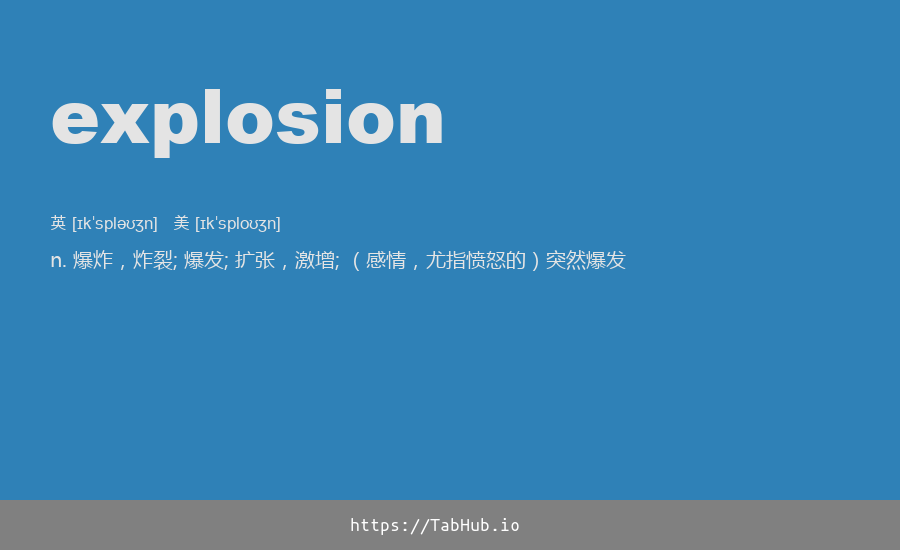 explosion
英 [ɪkˈspləʊʒn] 美 [ɪkˈsploʊʒn]
n. 爆炸，炸裂; 爆发; 扩张，激增; （感情，尤指愤怒的）突然爆发
https://TabHub.io